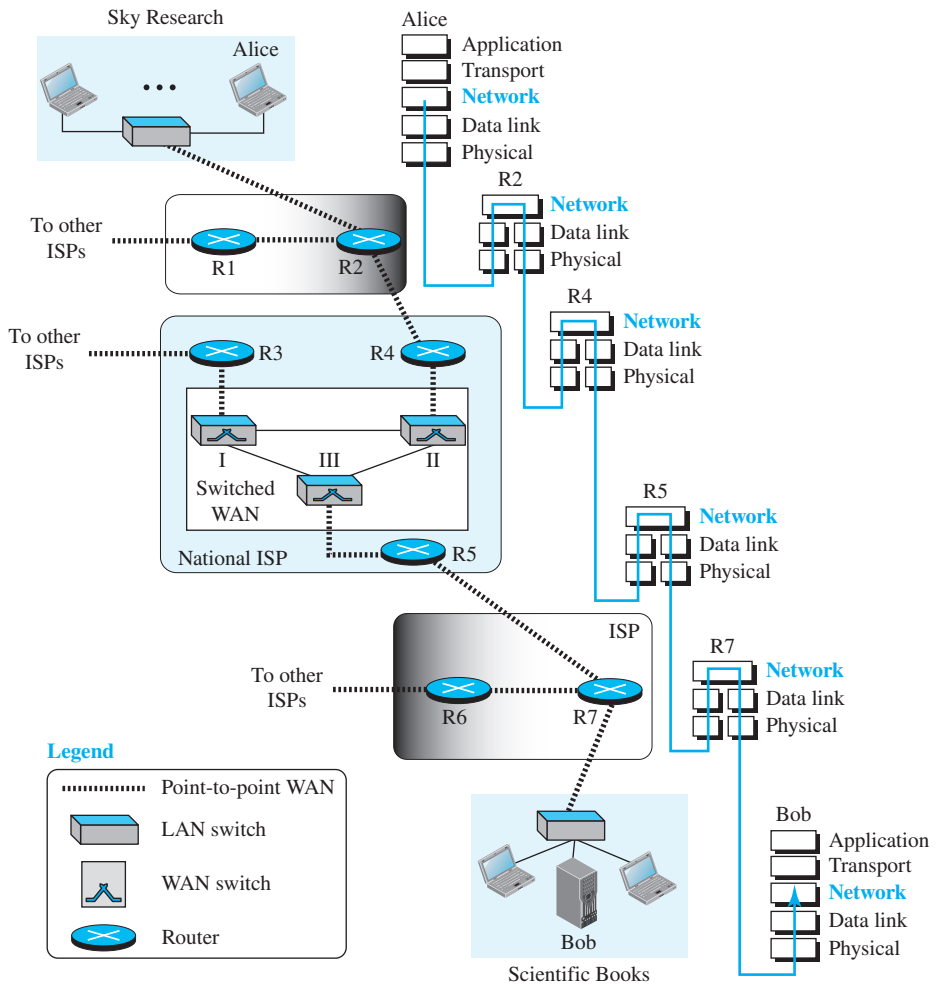 Sky Research
Alice
Alice
Application
Transport
Network
Data link
Physical
R2
Network
Data link
Physical
To other
ISPs
R1
R2
R4
Network
Data link
Physical
To other
ISPs
R3
R4
I
III
II
Switched
WAN
National ISP
R5
R5
Network
Data link
Physical
ISP
To other
ISPs
R6
R7
R7
Network
Data link
Physical
Legend
Point-to-point WAN
LAN switch
WAN switch
Router
Bob
Scientific Books
Bob
Application
Transport
Network
Data link
Physical